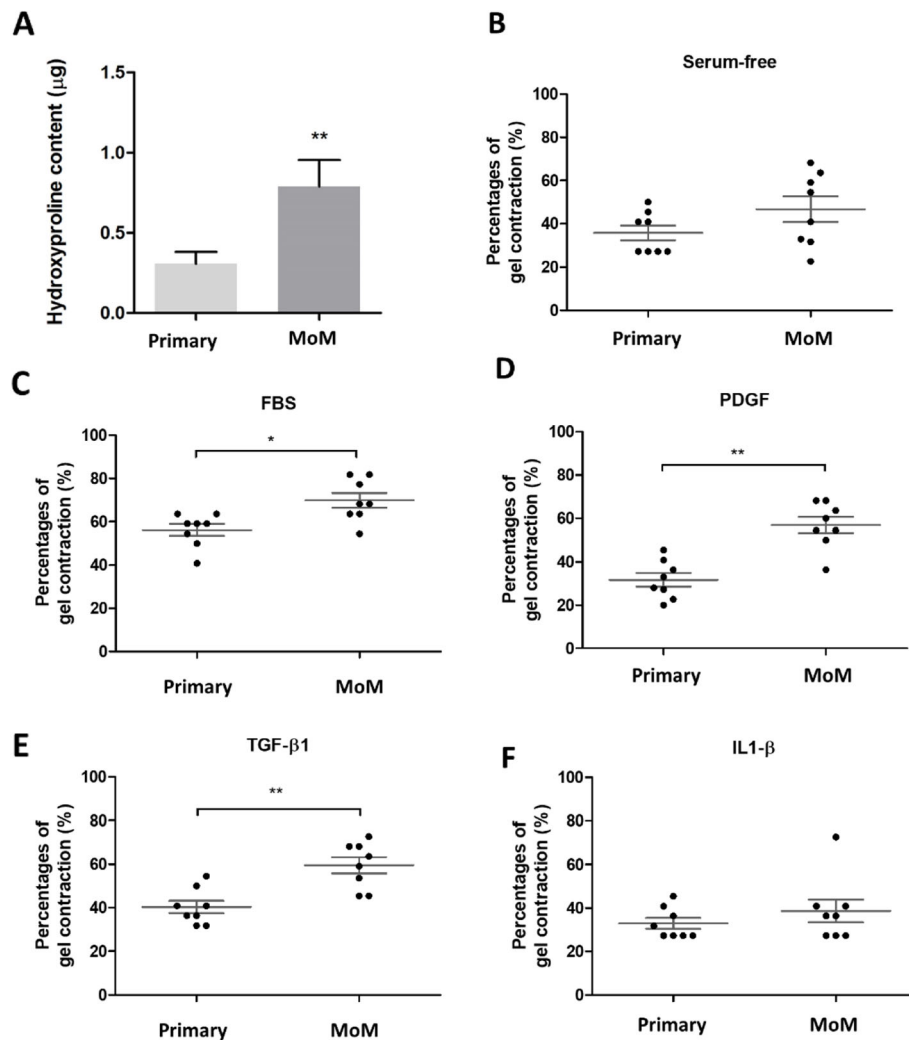 A
Hydroxyproline content (µg)
1.5
1.0
0.5
0.0
**
Primary MoM
B
Serum-free
Percentages of
gel contraction (%)
100
80
60
40
20
0
Primary MoM
C
FBS
Percentages of
gel contraction (%)
100
80
60
40
20
0
*
Primary MoM
D
PDGF
Percentages of
gel contraction (%)
100
80
60
40
20
0
**
Primary MoM
E
TGF-β1
Percentages of
gel contraction (%)
100
80
60
40
20
0
**
Primary MoM
F
IL1-β
Percentages of
gel contraction (%)
100
80
60
40
20
0
Primary MoM